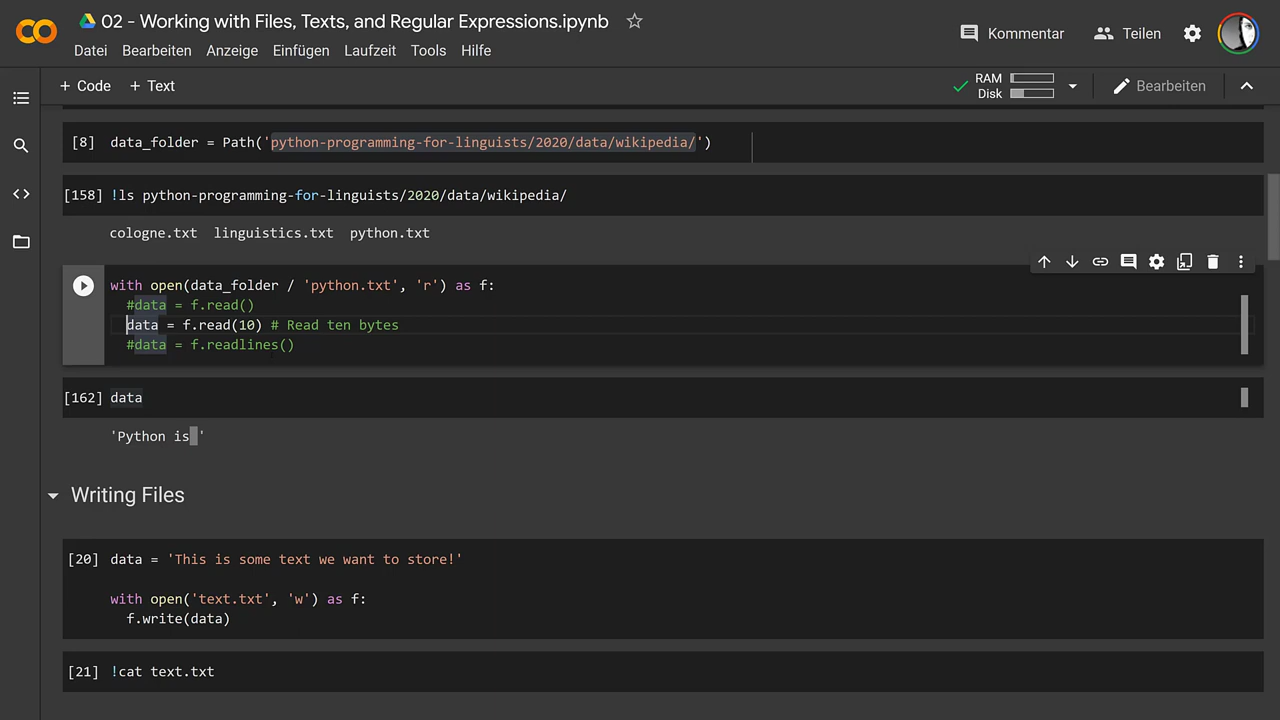 02 - Working with Files, Texts, and Regular Expressions.ipynb
Datei Bearbeiten Anzeige Einfügen Laufzeit Tools Hilfe
Kommentar Teilen
+ Code + Text
RAM
Disk
Bearbeiten
[8] data_folder = Path('python-programming-for-linguists/2020/data/wikipedia/')
[158] !ls python-programming-for-linguists/2020/data/wikipedia/
cologne.txt linguistics.txt python.txt
with open(data_folder / 'python.txt', 'r') as f:
#data = f.read()
data = f.read(10) # Read ten bytes
#data = f.readlines()
[162] data
'Python is '
Writing Files
[20] data = 'This is some text we want to store!'
with open('text.txt', 'w') as f:
f.write(data)
[21] !cat text.txt